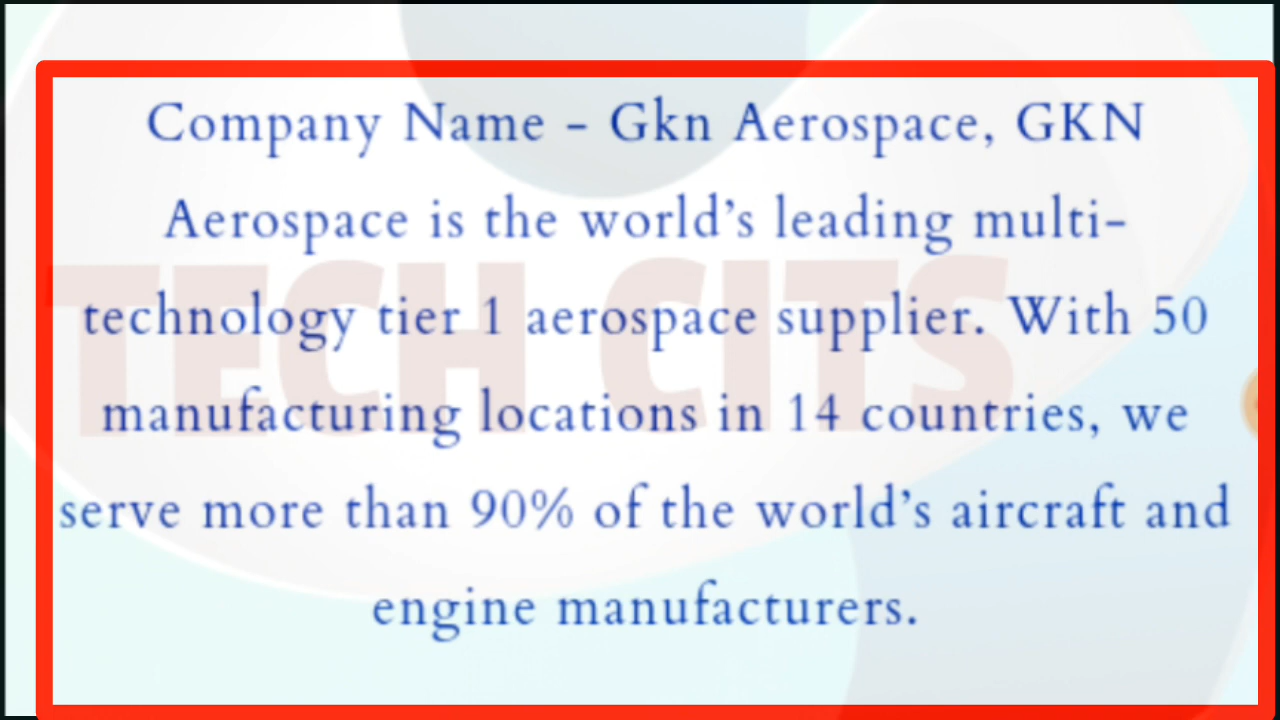 Company Name - Gkn Aerospace, GKN
Aerospace is the world's leading multi-
technology tier 1 aerospace supplier. With 50
manufacturing locations in 14 countries, we
serve more than 90% of the world's aircraft and
engine manufacturers.
TECH CITS